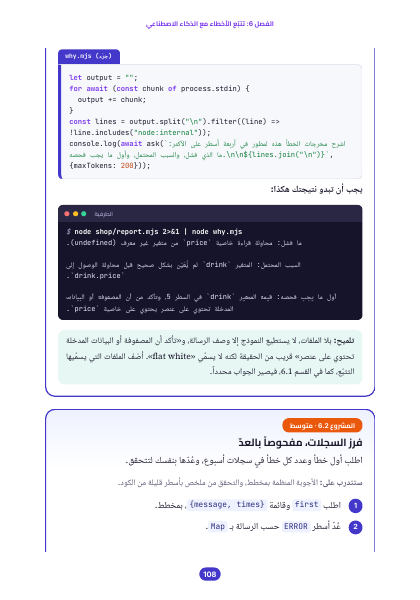 الفصل 6: تتبّع الأخطاء مع الذكاء الاصطناعي
why.mjs (جزء)
let output = "";
for await (const chunk of process.stdin) {
output += chunk;
}
const lines = output.split("\n").filter((line) =>
!line.includes("node:internal"));
console.log(await ask(`اشرح مخرجات الخطأ هذه لمطور في أربعة أسطر على الأكثر:
ما الذي فشل، والسبب المحتمل، وأول ما يجب فحصه.\n\n${lines.join("\n")}`,
{maxTokens: 200}));
يجب أن تبدو نتيجتك هكذا:
الطرفية
$ node shop/report.mjs 2>&1 | node why.mjs
ما فشل: محاولة قراءة خاصية `price` من متغير غير معرف (undefined).
السبب المحتمل: المتغير `drink` لم يُعَيَّن بشكل صحيح قبل محاولة الوصول إلى
`drink.price`.
أول ما يجب فحصه: قيمة المتغير `drink` في السطر 5، وتأكد من أن المصفوفة أو البيانات
المدخلة تحتوي على عنصر يحتوي على خاصية `price`.
تلميح: بلا الملفات، لا يستطيع النموذج إلا وصف الرسالة، و«تأكد أن المصفوفة أو البيانات المدخلة
تحتوي على عنصر» قريب من الحقيقة لكنه لا يسمّي «flat white». أضف الملفات التي يسمّيها
التتبّع، كما في القسم 6.1، فيصير الجواب محدداً.
المشروع 6.2 · متوسط
فرز السجلات، مفحوصاً بالعدّ
اطلب أول خطأ وعدد كل خطأ في سجلات أسبوع، وعُدّها بنفسك لتتحقق.
ستتدرب على: الأجوبة المنظمة بمخطط، والتحقق من ملخص بأسطر قليلة من الكود.
1 اطلب first وقائمة {message, times}، بمخطط.
2 عُدّ أسطر ERROR حسب الرسالة بـ Map.
108